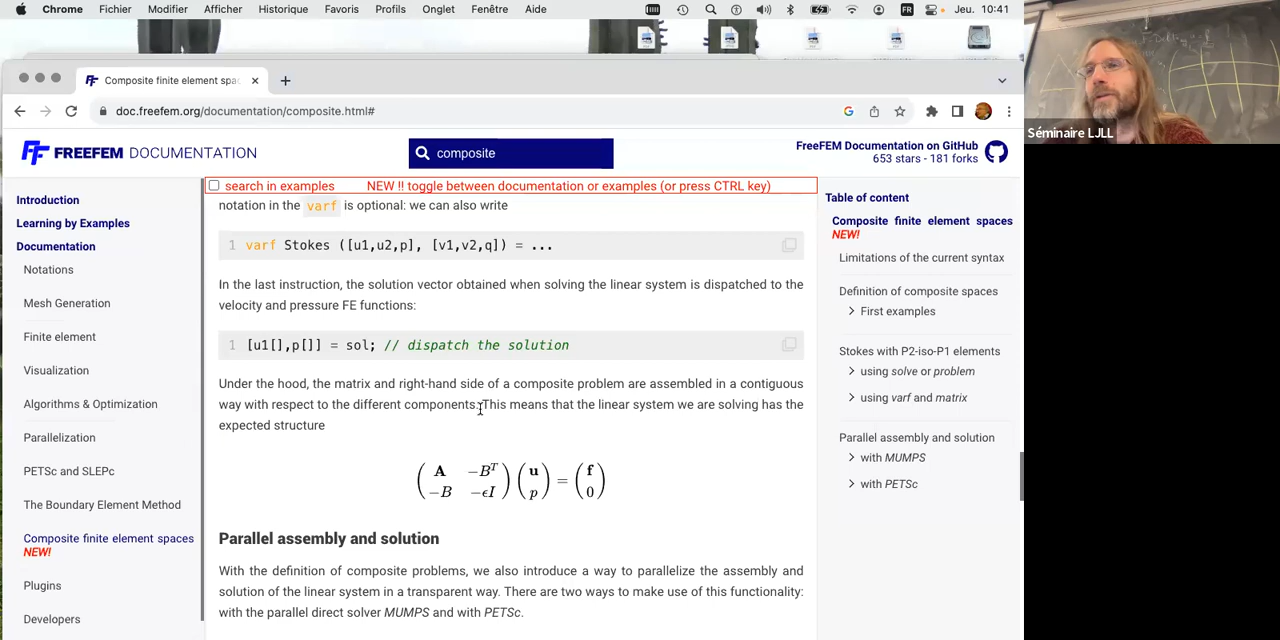 Chrome Fichier Modifier Afficher Historique Favoris Profils Onglet Fenêtre Aide FR Jeu. 10:41
Composite finite element spa
doc.freefem.org/documentation/composite.html#
FREEFEM DOCUMENTATION
composite
FreeFEM Documentation on GitHub
653 stars - 181 forks
Introduction
Learning by Examples
Documentation
Notations
Mesh Generation
Finite element
Visualization
Algorithms & Optimization
Parallelization
PETSc and SLEPc
The Boundary Element Method
Composite finite element spaces
NEW!
Plugins
Developers
search in examples NEW !! toggle between documentation or examples (or press CTRL key)
notation in the varf is optional: we can also write
1 varf Stokes ([u1,u2,p], [v1,v2,q]) = ...
In the last instruction, the solution vector obtained when solving the linear system is dispatched to the
velocity and pressure FE functions:
1 [u1[],p[]] = sol; // dispatch the solution
Under the hood, the matrix and right-hand side of a composite problem are assembled in a contiguous
way with respect to the different components. This means that the linear system we are solving has the
expected structure
( A −B^T ) ( u ) = ( f )
( −B −ϵI ) ( p ) ( 0 )
Parallel assembly and solution
With the definition of composite problems, we also introduce a way to parallelize the assembly and
solution of the linear system in a transparent way. There are two ways to make use of this functionality:
with the parallel direct solver MUMPS and with PETSc.
Table of content
Composite finite element spaces
NEW!
Limitations of the current syntax
Definition of composite spaces
First examples
Stokes with P2-iso-P1 elements
using solve or problem
using varf and matrix
Parallel assembly and solution
with MUMPS
with PETSc
Séminaire LJLL